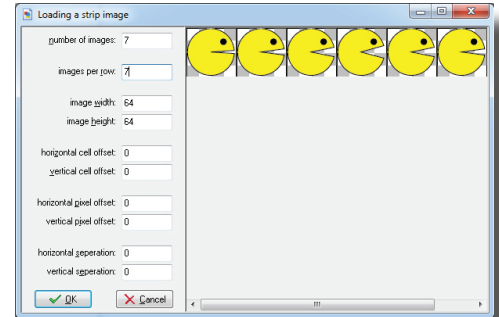 Loading a strip image
number of images: 7
images per row: 7
image width: 64
image height: 64
horizontal cell offset: 0
vertical cell offset: 0
horizontal pixel offset: 0
vertical pixel offset: 0
horizontal seperation: 0
vertical seperation: 0
OK
Cancel